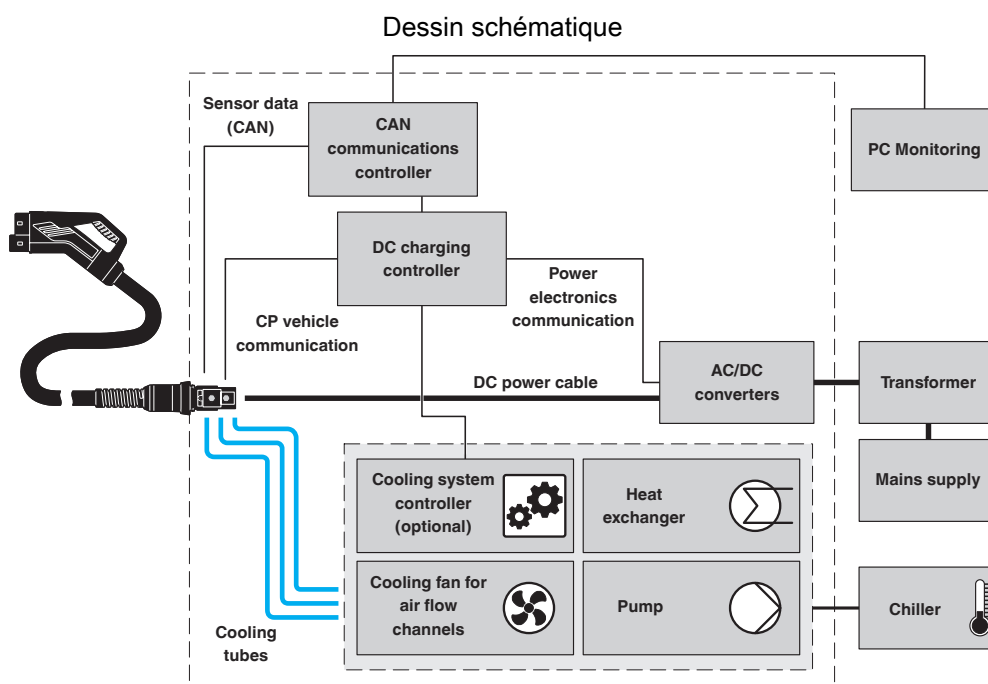 Dessin schématique
Sensor data
(CAN)
CAN
communications
controller
PC Monitoring
DC charging
controller
Power
electronics
communication
CP vehicle
communication
DC power cable
AC/DC
converters
Transformer
Mains supply
Cooling system
controller
(optional)
Heat
exchanger
Cooling fan for
air flow
channels
Pump
Chiller
Cooling
tubes